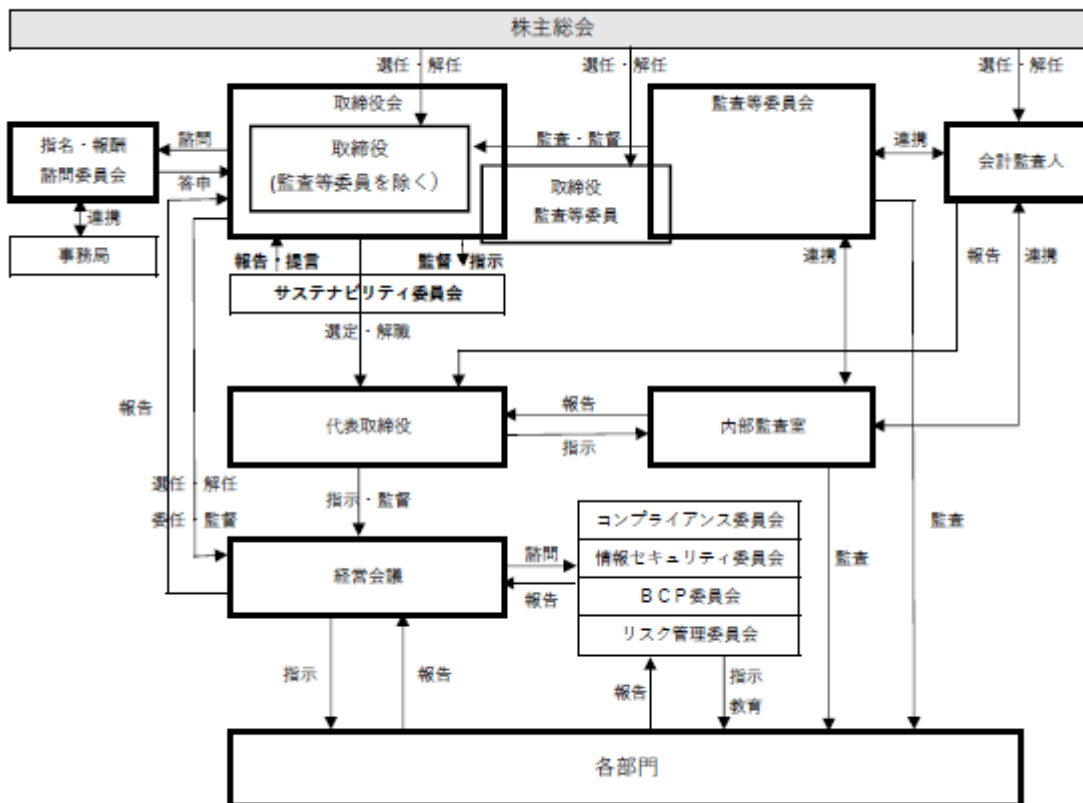 株主総会
選任・解任
選任・解任
選任・解任
取締役会
監査等委員会
指名・報酬
諮問委員会
諮問
答申
取締役
(監査等委員を除く)
監査・監督
連携
会計監査人
取締役
監査等委員
連携
事務局
報告・提言
監督・指示
連携
報告
連携
サステナビリティ委員会
選定・解職
報告
代表取締役
報告
指示
内部監査室
選任・解任
委任・監督
指示・監督
コンプライアンス委員会
監査
経営会議
諮問
報告
情報セキュリティ委員会
監査
BCP委員会
リスク管理委員会
指示
報告
報告
指示
教育
各部門